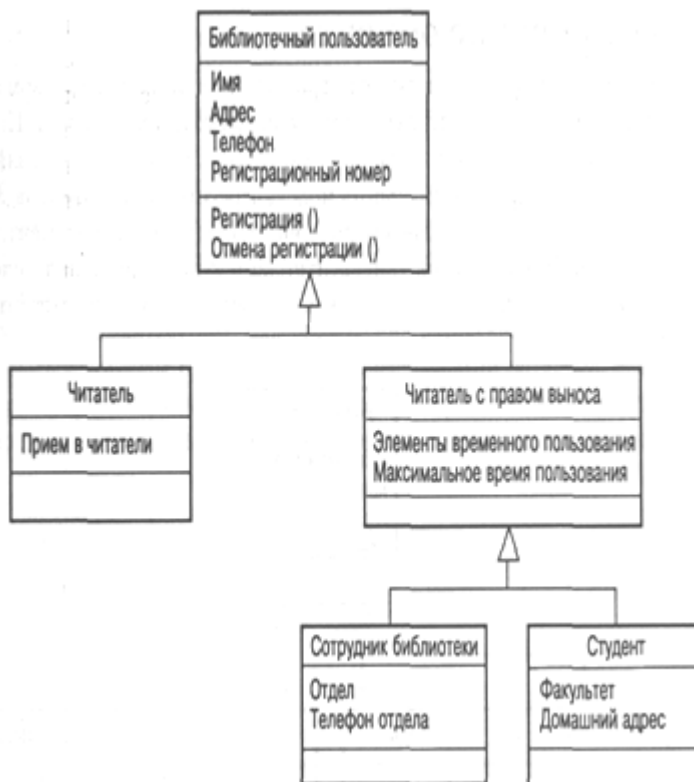 Библиотечный пользователь
Имя
Адрес
Телефон
Регистрационный номер
Регистрация ()
Отмена регистрации ()
Читатель
Прием в читатели
Читатель с правом выноса
Элементы временного пользования
Максимальное время пользования
Сотрудник библиотеки
Отдел
Телефон отдела
Студент
Факультет
Домашний адрес